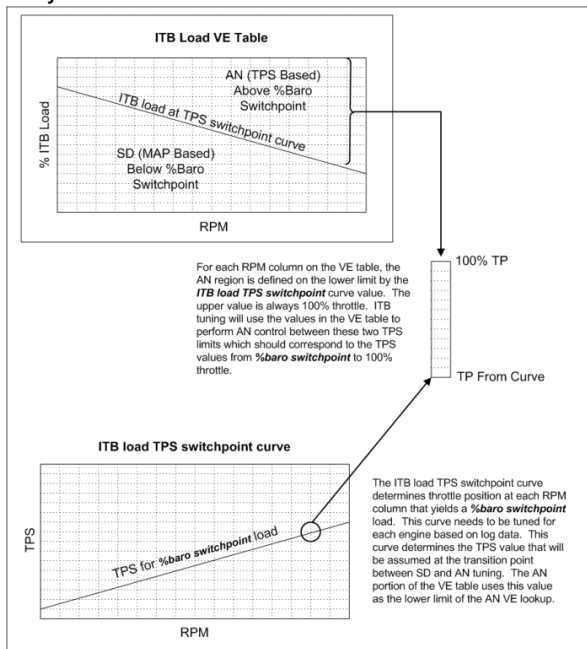 ITB Load VE Table
AN (TPS Based)
Above %Baro
Switchpoint
ITB load at TPS switchpoint curve
SD (MAP Based)
Below %Baro
Switchpoint
% ITB Load
RPM
100% TP
For each RPM column on the VE table, the
AN region is defined on the lower limit by the
ITB load TPS switchpoint curve value. The
upper value is always 100% throttle. ITB
tuning will use the values in the VE table to
perform AN control between these two TPS
limits which should correspond to the TPS
values from %baro switchpoint to 100%
throttle.
TP From Curve
ITB load TPS switchpoint curve
TPS
TPS for %baro switchpoint load
RPM
The ITB load TPS switchpoint curve
determines throttle position at each RPM
column that yields a %baro switchpoint
load. This curve needs to be tuned for
each engine based on log data. This
curve determines the TPS value that will
be assumed at the transition point
between SD and AN tuning. The AN
portion of the VE table uses this value
as the lower limit of the AN VE lookup.